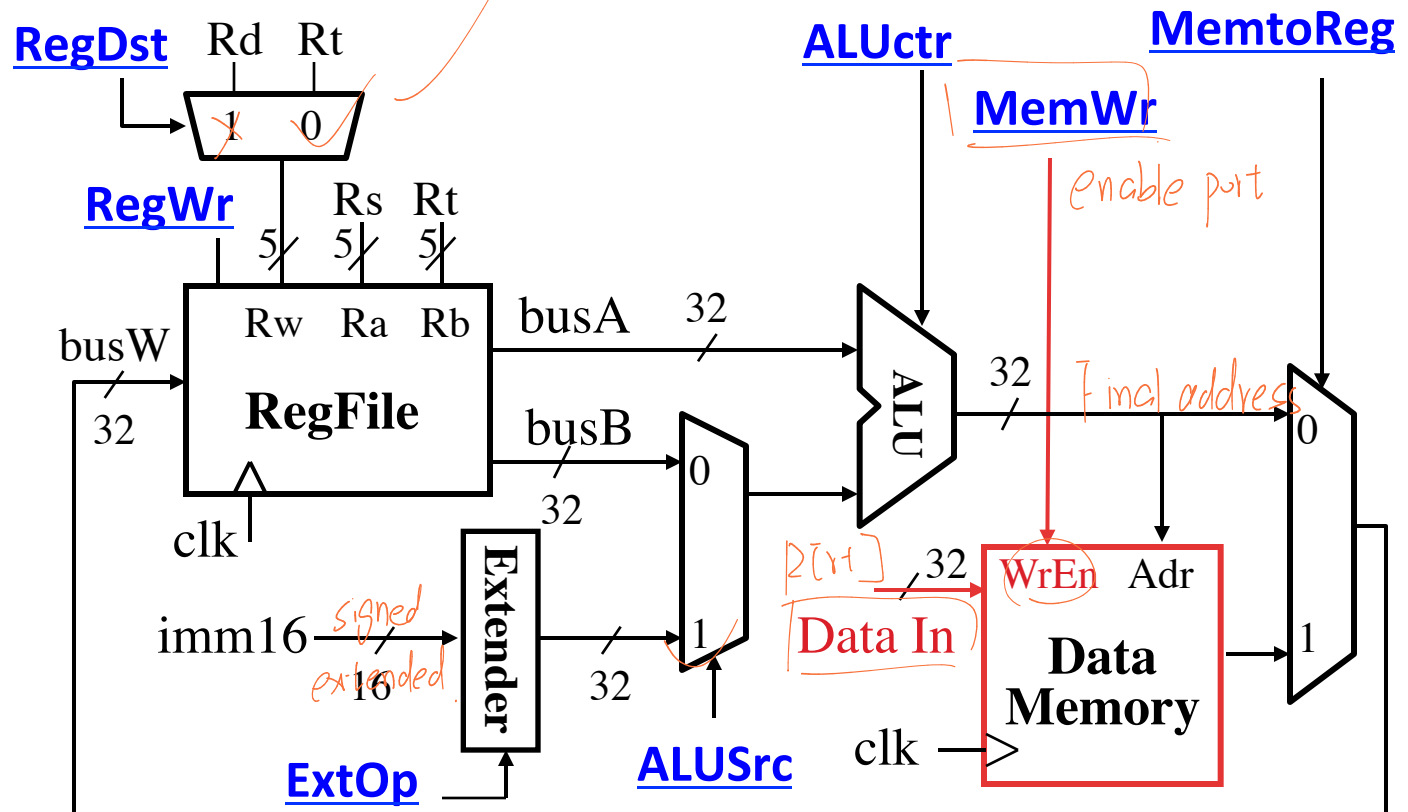 RegDst
Rd Rt
1 0
RegWr
Rs Rt
5 5 5
busW
32
Rw Ra Rb
RegFile
clk
busA
32
busB
32
imm16
signed
extended
16
Extender
ExtOp
32
0
1
ALUSrc
ALUctr
ALU
MemWr
enable port
MemtoReg
32
Final address
R[rt]
32
Data In
WrEn Adr
Data
Memory
clk
0
1